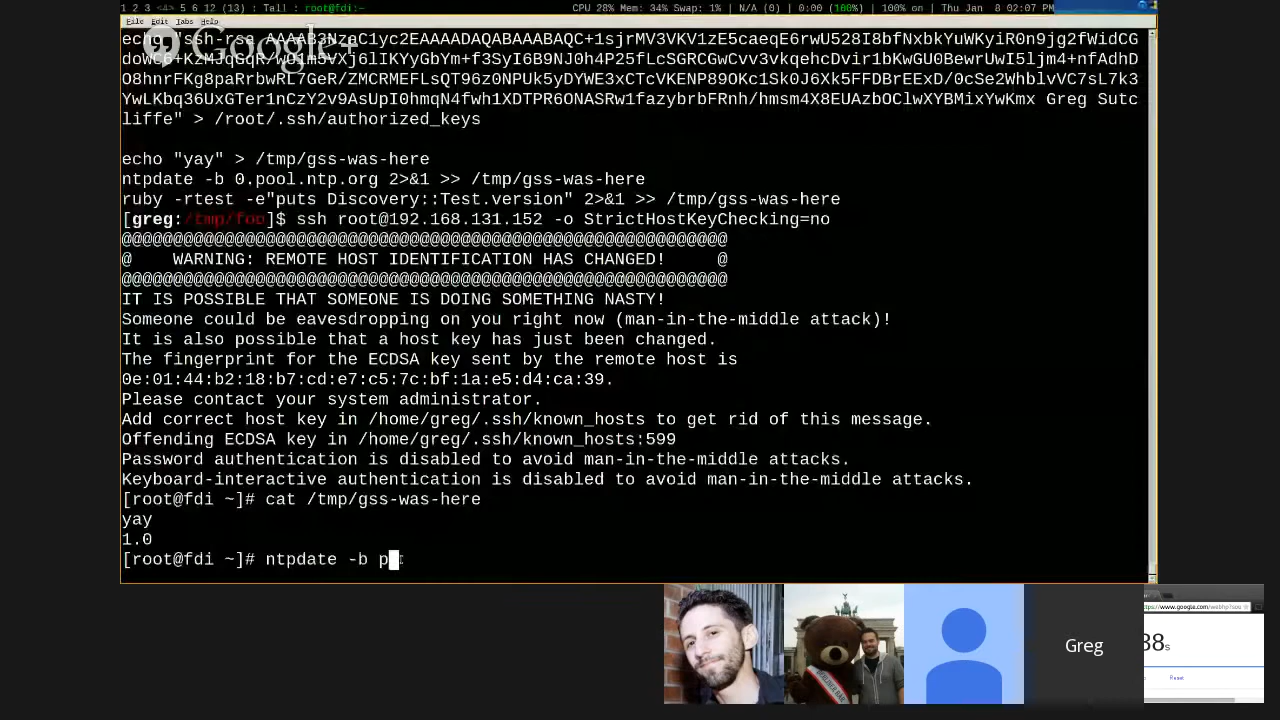 1 2 3 <4> 5 6 12 (13) : Tall : root@fdi:~
CPU 28% : Mem: 34% : Swap: 1% : N/A (0) : 0:00 (100%) : 100% on : Thu Jan 8 02:07 PM
File Edit Tabs Help
Google+
echo "ssh-rsa
doWC6+
O8hnrFKg8paRrbwRL7GeR/ZMCRMEFLsQT96z0NPUk5yDYWE3xCTcVKENP89OKc1Sk0J6Xk5FFDBrEExD/0cSe2WhblvVC7sL7k3
YwLKbq36UxGTer1nCzY2v9AsUpI0hmqN4fwh1XDTPR6ONASRw1fazybrbFRnh/hmsm4X8EUAzbOClwXYBMixYwKmx Greg Sutc
liffe" > /root/.ssh/authorized_keys
echo "yay" > /tmp/gss-was-here
ntpdate -b 0.pool.ntp.org 2>&1 >> /tmp/gss-was-here
ruby -rtest -e"puts Discovery::Test.version" 2>&1 >> /tmp/gss-was-here
[greg:/tmp/foo]$ ssh root@192.168.131.152 -o StrictHostKeyChecking=no
@@@@@@@@@@@@@@@@@@@@@@@@@@@@@@@@@@@@@@@@@@@@@@@@@@@@@@@@@@@
@    WARNING: REMOTE HOST IDENTIFICATION HAS CHANGED!     @
@@@@@@@@@@@@@@@@@@@@@@@@@@@@@@@@@@@@@@@@@@@@@@@@@@@@@@@@@@@
IT IS POSSIBLE THAT SOMEONE IS DOING SOMETHING NASTY!
Someone could be eavesdropping on you right now (man-in-the-middle attack)!
It is also possible that a host key has just been changed.
The fingerprint for the ECDSA key sent by the remote host is
0e:01:44:b2:18:b7:cd:e7:c5:7c:bf:1a:e5:d4:ca:39.
Please contact your system administrator.
Add correct host key in /home/greg/.ssh/known_hosts to get rid of this message.
Offending ECDSA key in /home/greg/.ssh/known_hosts:599
Password authentication is disabled to avoid man-in-the-middle attacks.
Keyboard-interactive authentication is disabled to avoid man-in-the-middle attacks.
[root@fdi ~]# cat /tmp/gss-was-here
yay
1.0
[root@fdi ~]# ntpdate -b p
Greg
38s
Reset